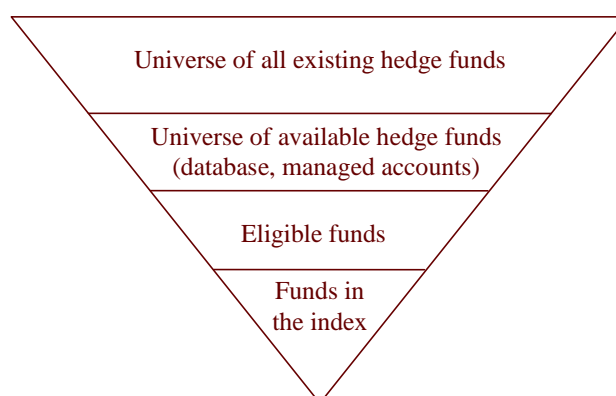 Universe of all existing hedge funds
Universe of available hedge funds
(database, managed accounts)
Eligible funds
Funds in
the index